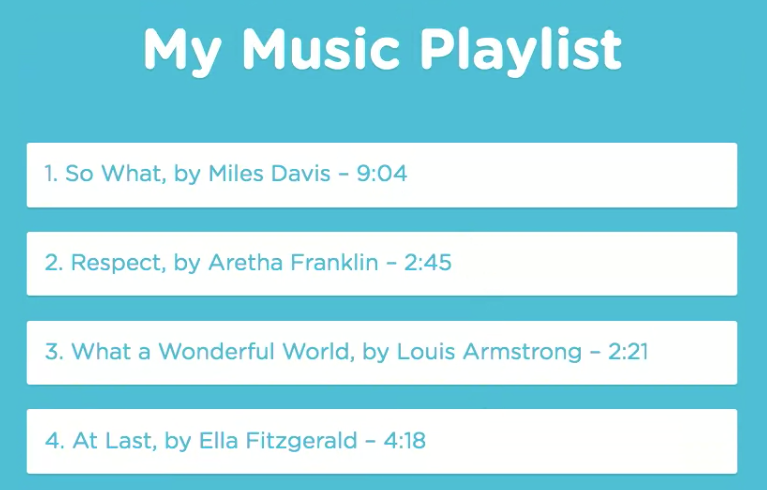 My Music Playlist
1. So What, by Miles Davis – 9:04
2. Respect, by Aretha Franklin – 2:45
3. What a Wonderful World, by Louis Armstrong – 2:21
4. At Last, by Ella Fitzgerald – 4:18